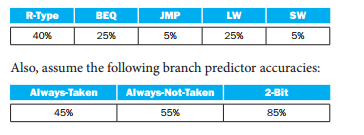 R-Type BEQ JMP LW SW
40% 25% 5% 25% 5%
Also, assume the following branch predictor accuracies:
Always-Taken Always-Not-Taken 2-Bit
45% 55% 85%